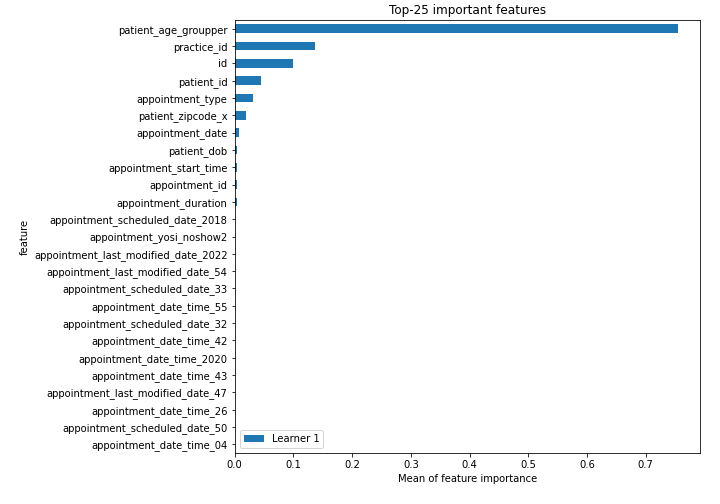 Top-25 important features
patient_age_groupper
practice_id
id
patient_id
appointment_type
patient_zipcode_x
appointment_date
patient_dob
appointment_start_time
appointment_id
appointment_duration
appointment_scheduled_date_2018
appointment_yosi_noshow2
appointment_last_modified_date_2022
appointment_last_modified_date_54
appointment_scheduled_date_33
appointment_date_time_55
appointment_scheduled_date_32
appointment_date_time_42
appointment_date_time_2020
appointment_date_time_43
appointment_last_modified_date_47
appointment_date_time_26
appointment_scheduled_date_50
appointment_date_time_04
feature
Learner 1
0.0 0.1 0.2 0.3 0.4 0.5 0.6 0.7
Mean of feature importance